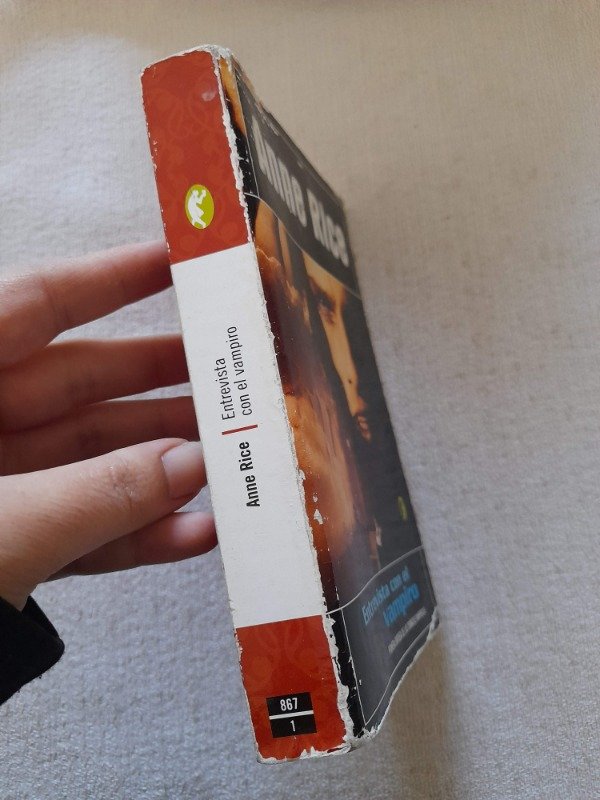 Anne Rice | Entrevista
con el vampiro
867
1
Anne Rice
Entrevista con el
vampiro